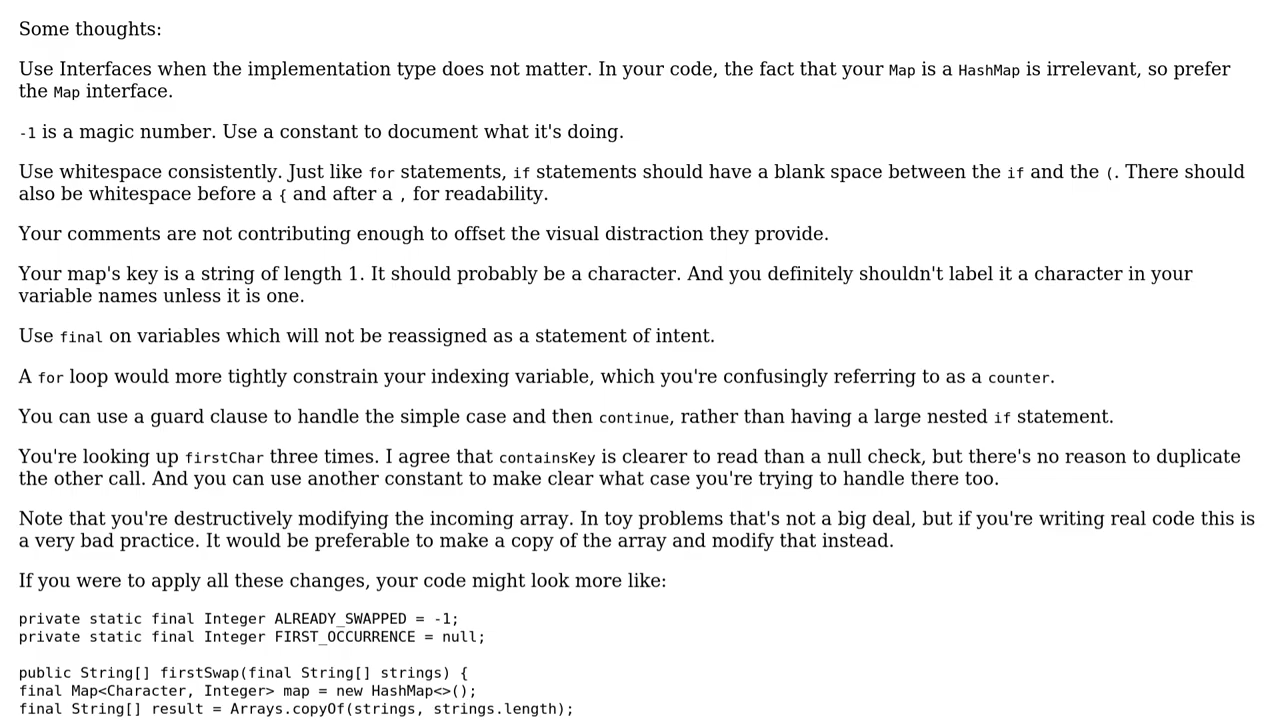 Some thoughts:
Use Interfaces when the implementation type does not matter. In your code, the fact that your Map is a HashMap is irrelevant, so prefer
the Map interface.
-1 is a magic number. Use a constant to document what it's doing.
Use whitespace consistently. Just like for statements, if statements should have a blank space between the if and the (. There should
also be whitespace before a { and after a , for readability.
Your comments are not contributing enough to offset the visual distraction they provide.
Your map's key is a string of length 1. It should probably be a character. And you definitely shouldn't label it a character in your
variable names unless it is one.
Use final on variables which will not be reassigned as a statement of intent.
A for loop would more tightly constrain your indexing variable, which you're confusingly referring to as a counter.
You can use a guard clause to handle the simple case and then continue, rather than having a large nested if statement.
You're looking up firstChar three times. I agree that containsKey is clearer to read than a null check, but there's no reason to duplicate
the other call. And you can use another constant to make clear what case you're trying to handle there too.
Note that you're destructively modifying the incoming array. In toy problems that's not a big deal, but if you're writing real code this is
a very bad practice. It would be preferable to make a copy of the array and modify that instead.
If you were to apply all these changes, your code might look more like:
private static final Integer ALREADY_SWAPPED = -1;
private static final Integer FIRST_OCCURRENCE = null;
public String[] firstSwap(final String[] strings) {
final Map<Character, Integer> map = new HashMap<>();
final String[] result = Arrays.copyOf(strings, strings.length);